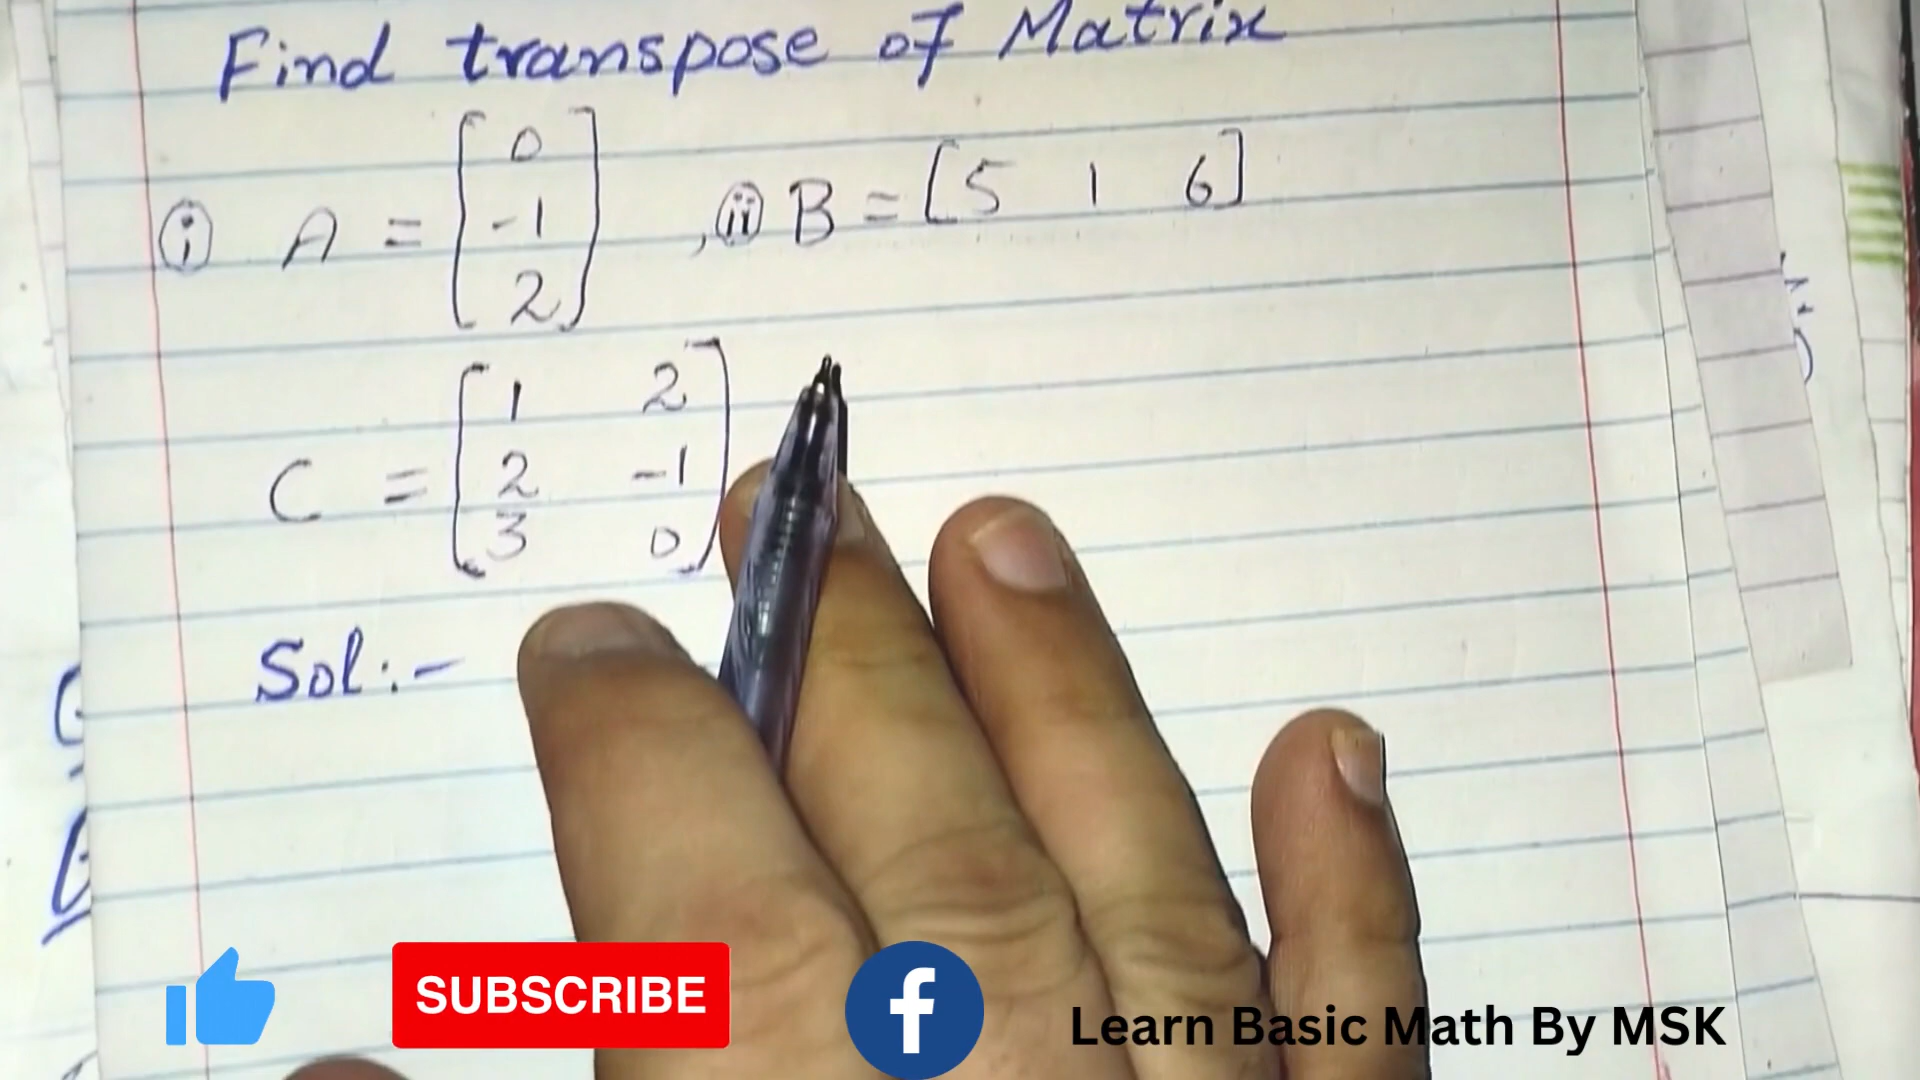 Find transpose of Matrix
(i) A = [0 -1 2] , (ii) B = [5 1 6]
C = [1 2
2 -1
3 0]
Sol:-
SUBSCRIBE
f
Learn Basic Math By MSK